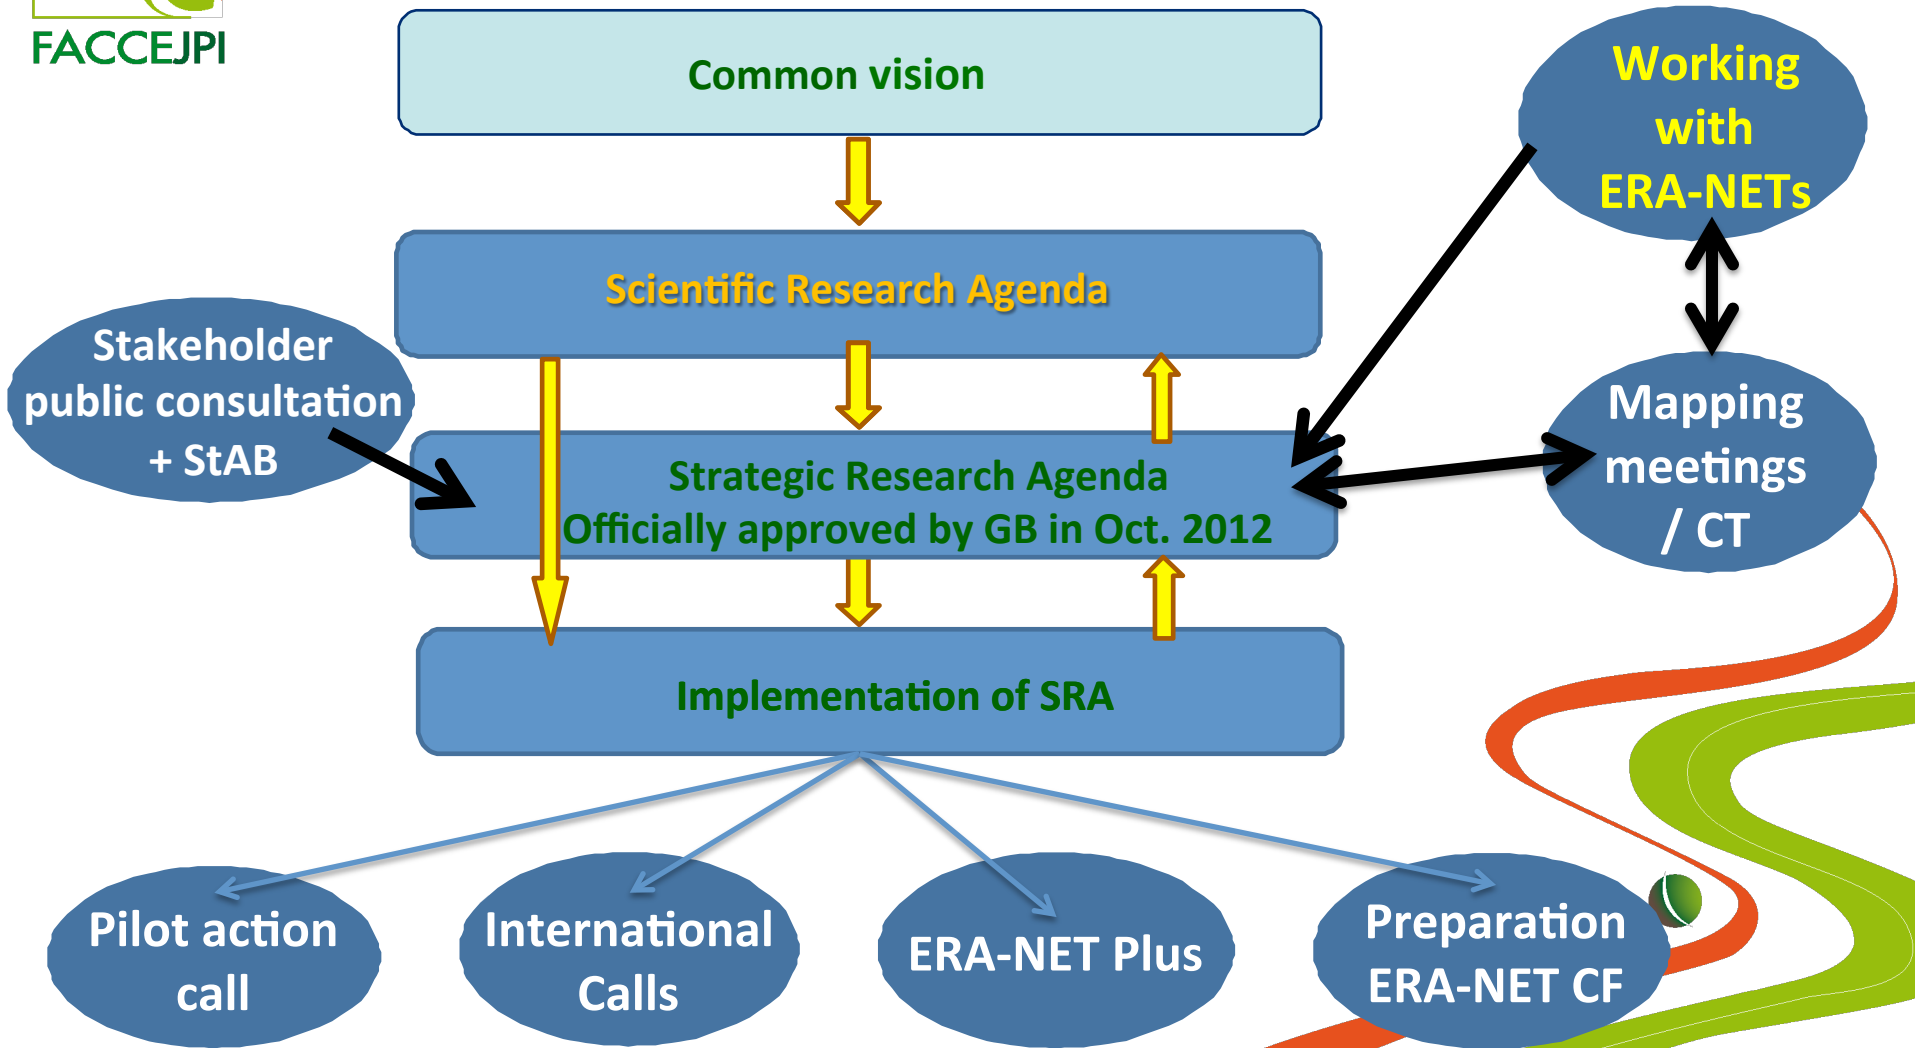 FACCEJPI
Common vision
Working
with
ERA-NETs
Scientific Research Agenda
Stakeholder
public consultation
+ StAB
Strategic Research Agenda
Officially approved by GB in Oct. 2012
Mapping
meetings
/ CT
Implementation of SRA
Pilot action
call
International
Calls
ERA-NET Plus
Preparation
ERA-NET CF